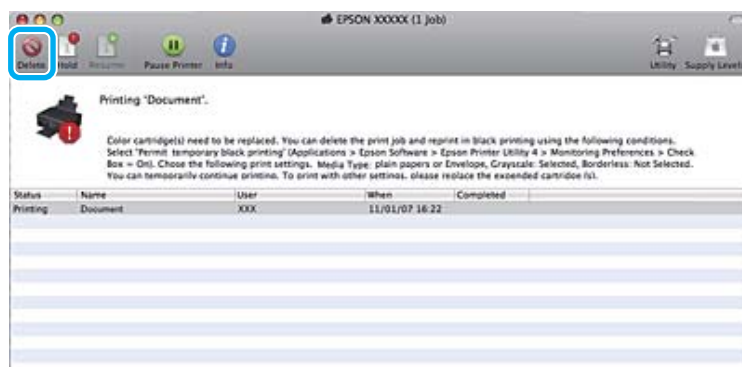 EPSON XXXXX (1 Job)
Delete Hold Resume Pause Printer Info Utility Supply Levels
Printing "Document".
Color cartridge(s) need to be replaced. You can delete the print job and reprint in black printing using the following conditions.
Select "Permit temporary black printing" (Applications > Epson Software > Epson Printer Utility 4 > Monitoring Preferences > Check
Box = On). Chose the following print settings. Media Type: plain papers or Envelope, Grayscale: Selected, Borderless: Not Selected.
You can temporarily continue printing. To print with other settings, please replace the expended cartridge (s).
Status Name User When Completed
Printing Document XXX 11/01/07 16:22